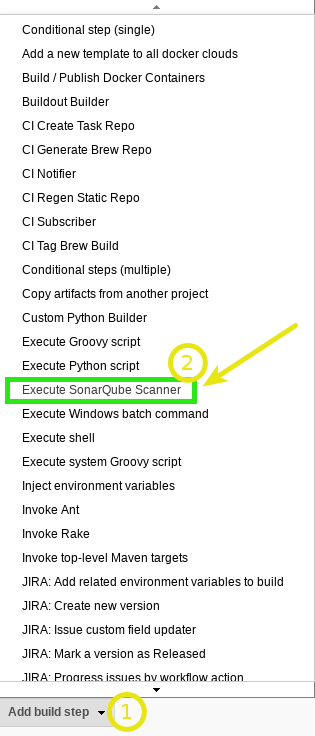 Conditional step (single)
Add a new template to all docker clouds
Build / Publish Docker Containers
Buildout Builder
CI Create Task Repo
CI Generate Brew Repo
CI Notifier
CI Regen Static Repo
CI Subscriber
CI Tag Brew Build
Conditional steps (multiple)
Copy artifacts from another project
Custom Python Builder
Execute Groovy script
Execute Python script
2
Execute SonarQube Scanner
Execute Windows batch command
Execute shell
Execute system Groovy script
Inject environment variables
Invoke Ant
Invoke Rake
Invoke top-level Maven targets
JIRA: Add related environment variables to build
JIRA: Create new version
JIRA: Issue custom field updater
JIRA: Mark a version as Released
JIRA: Progress issues by workflow action
Add build step 1